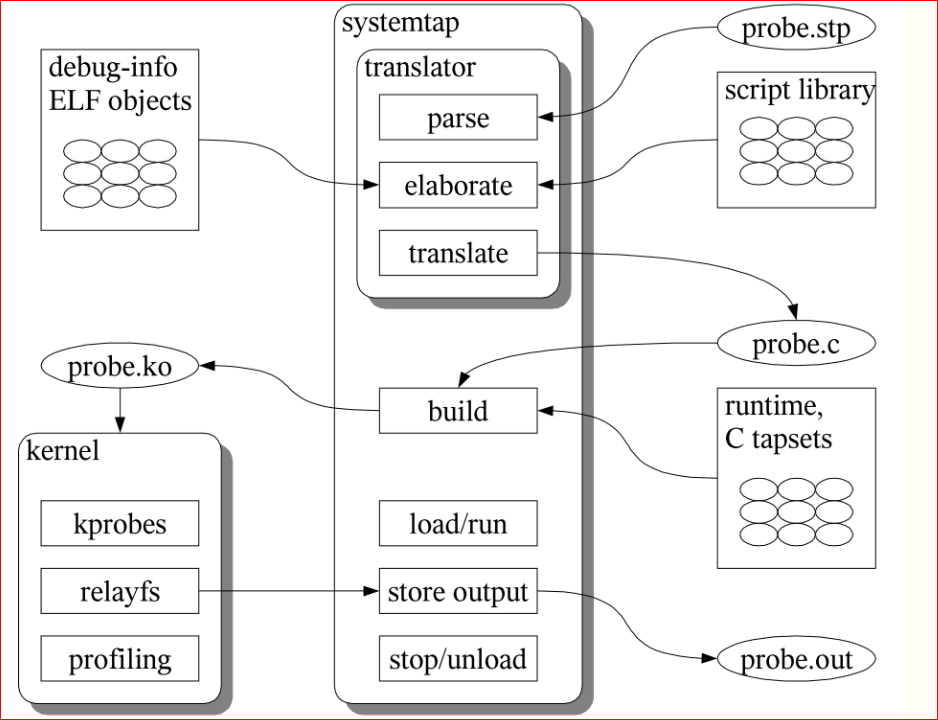 systemtap
probe.stp
debug-info
ELF objects
translator
script library
parse
elaborate
translate
probe.c
probe.ko
build
runtime,
C tapsets
kernel
kprobes
load/run
relayfs
store output
profiling
stop/unload
probe.out